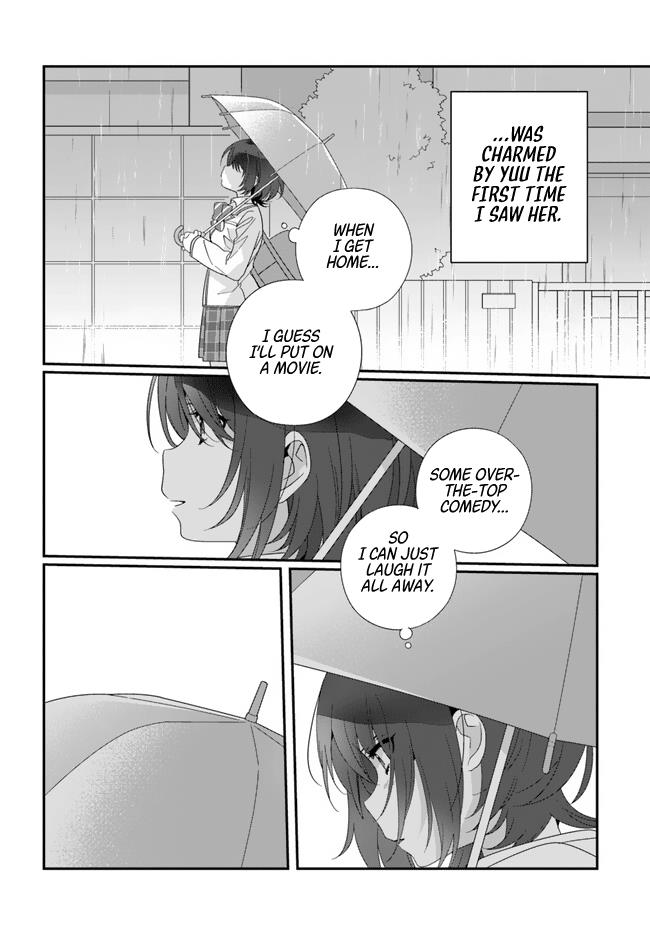 ...WAS
CHARMED
BY YUU THE
FIRST TIME
I SAW HER.
WHEN
I GET
HOME...
I GUESS
I'LL PUT ON
A MOVIE.
SOME OVER-
THE-TOP
COMEDY...
SO
I CAN JUST
LAUGH IT
ALL AWAY.